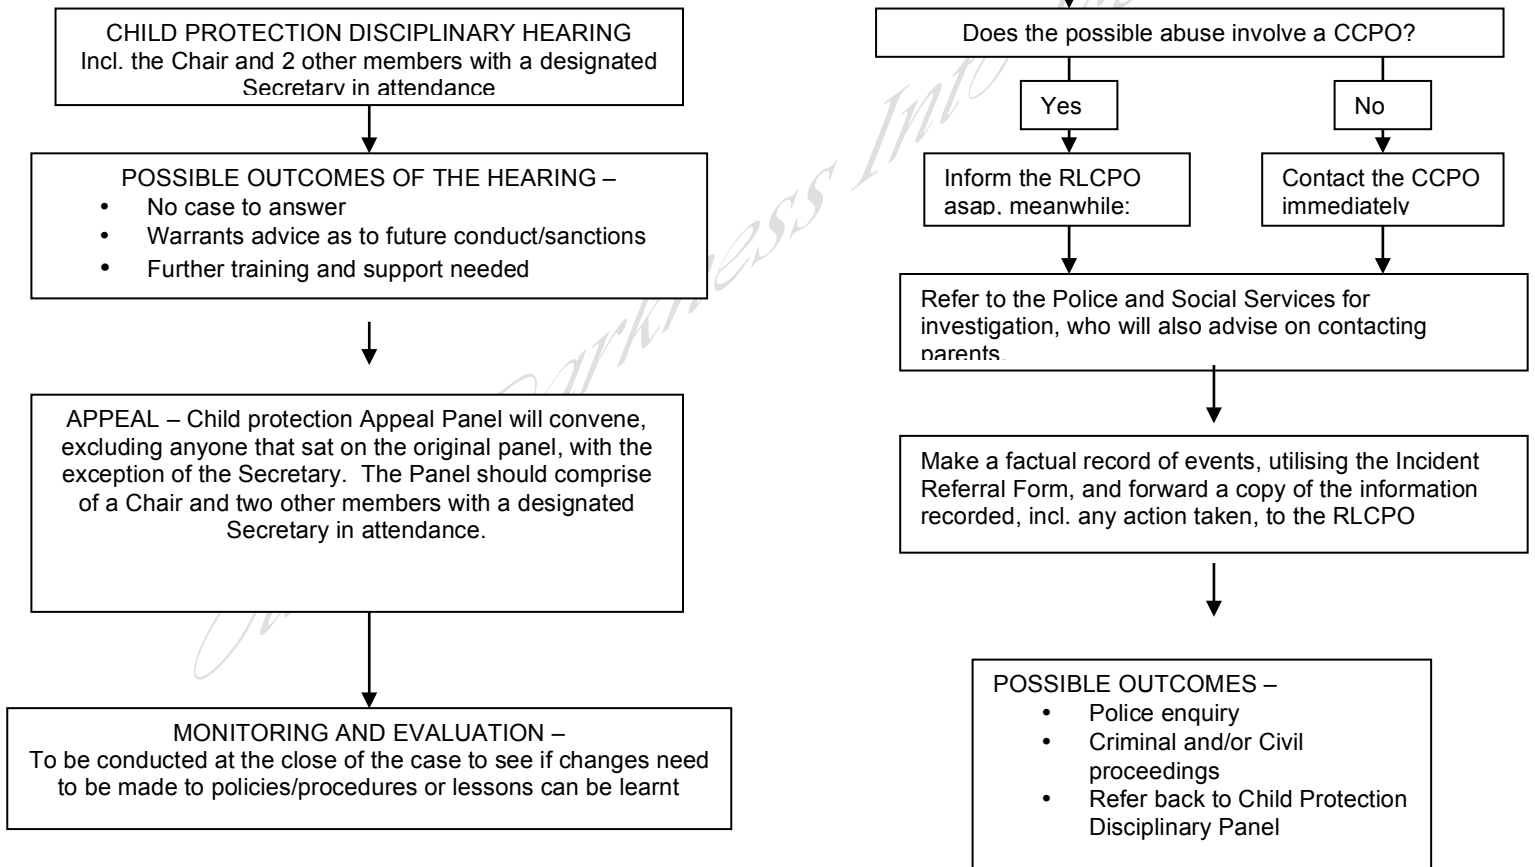 CHILD PROTECTION DISCIPLINARY HEARING
Incl. the Chair and 2 other members with a designated
Secretary in attendance
POSSIBLE OUTCOMES OF THE HEARING –
• No case to answer
• Warrants advice as to future conduct/sanctions
• Further training and support needed
APPEAL – Child protection Appeal Panel will convene,
excluding anyone that sat on the original panel, with the
exception of the Secretary. The Panel should comprise
of a Chair and two other members with a designated
Secretary in attendance.
MONITORING AND EVALUATION –
To be conducted at the close of the case to see if changes need
to be made to policies/procedures or lessons can be learnt
Does the possible abuse involve a CCPO?
Yes
No
Inform the RLCPO
asap, meanwhile:
Contact the CCPO
immediately
Refer to the Police and Social Services for
investigation, who will also advise on contacting
parents.
Make a factual record of events, utilising the Incident
Referral Form, and forward a copy of the information
recorded, incl. any action taken, to the RLCPO
POSSIBLE OUTCOMES –
• Police enquiry
• Criminal and/or Civil
proceedings
• Refer back to Child Protection
Disciplinary Panel